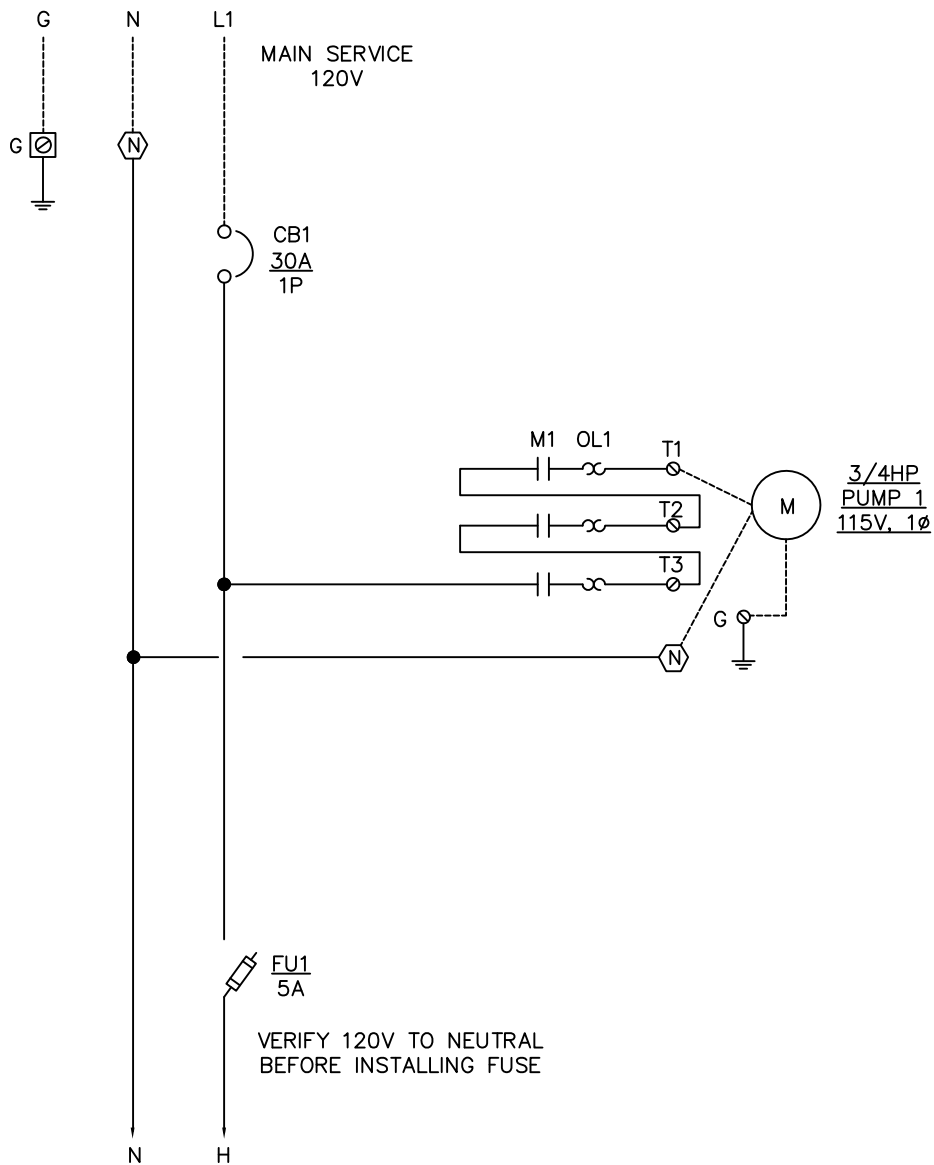 G N L1
MAIN SERVICE
120V
G
N
CB1
30A
1P
M1 OL1 T1
T2
T3
M
3/4HP
PUMP 1
115V, 1ø
G
N
FU1
5A
VERIFY 120V TO NEUTRAL
BEFORE INSTALLING FUSE
N H